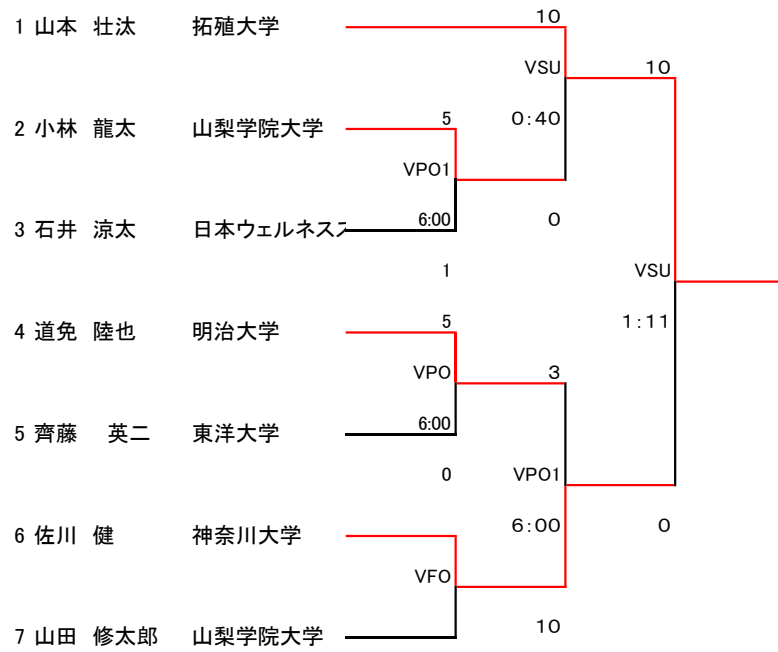 1 山本 壮汰 拓殖大学 10
VSU 10
2 小林 龍太 山梨学院大学 5 0:40
VPO1
3 石井 涼太 日本ウェルネスス 6:00 0
1 VSU
4 道免 陸也 明治大学 5 1:11
VPO 3
5 齊藤 英二 東洋大学 6:00
0 VPO1
6 佐川 健 神奈川大学 6:00 0
VFO
7 山田 修太郎 山梨学院大学 10